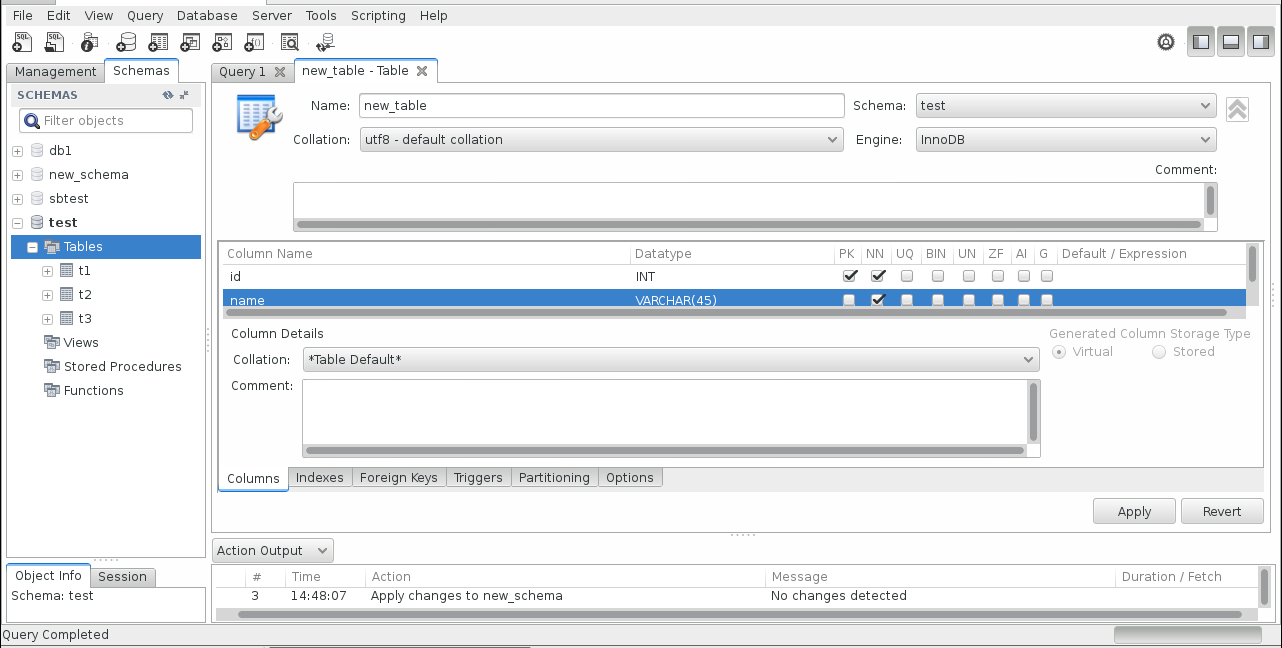 File Edit View Query Database Server Tools Scripting Help
SQL SQL
Management Schemas Query 1 new_table - Table
SCHEMAS
Filter objects
db1
new_schema
sbtest
test
Tables
t1
t2
t3
Views
Stored Procedures
Functions
Name: new_table Schema: test
Collation: utf8 - default collation Engine: InnoDB
Comment:
Column Name Datatype PK NN UQ BIN UN ZF AI G Default / Expression
id INT
name VARCHAR(45)
Column Details Generated Column Storage Type
Collation: *Table Default* Virtual Stored
Comment:
Columns Indexes Foreign Keys Triggers Partitioning Options
Apply Revert
Action Output
Object Info Session
Schema: test
# Time Action Message Duration / Fetch
3 14:48:07 Apply changes to new_schema No changes detected
Query Completed